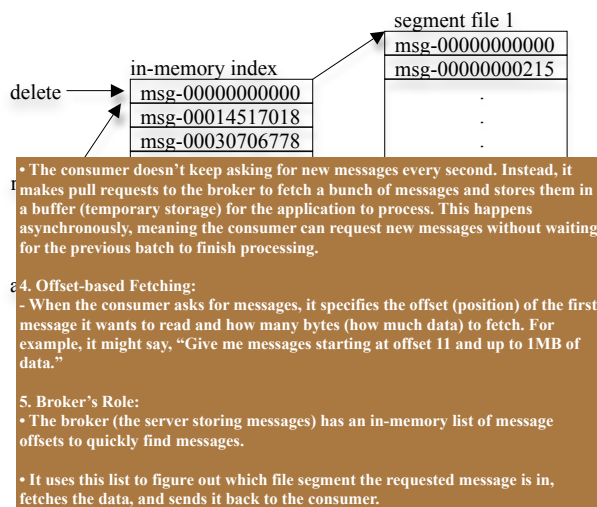 segment file 1
msg-00000000000
msg-00000000215
.
.
.
in-memory index
delete
msg-00000000000
msg-00014517018
msg-00030706778
• The consumer doesn’t keep asking for new messages every second. Instead, it
makes pull requests to the broker to fetch a bunch of messages and stores them in
a buffer (temporary storage) for the application to process. This happens
asynchronously, meaning the consumer can request new messages without waiting
for the previous batch to finish processing.
4. Offset-based Fetching:
- When the consumer asks for messages, it specifies the offset (position) of the first
message it wants to read and how many bytes (how much data) to fetch. For
example, it might say, “Give me messages starting at offset 11 and up to 1MB of
data.”
5. Broker’s Role:
• The broker (the server storing messages) has an in-memory list of message
offsets to quickly find messages.
• It uses this list to figure out which file segment the requested message is in,
fetches the data, and sends it back to the consumer.